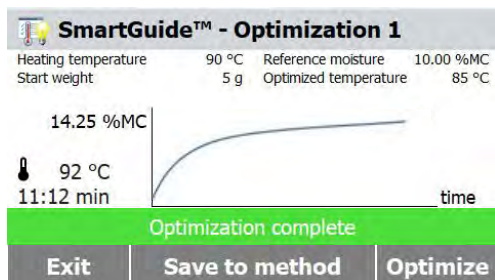 SmartGuide™ - Optimization 1
Heating temperature 90 °C Reference moisture 10.00 %MC
Start weight 5 g Optimized temperature 85 °C
14.25 %MC
92 °C
11:12 min
time
Optimization complete
Exit Save to method Optimize